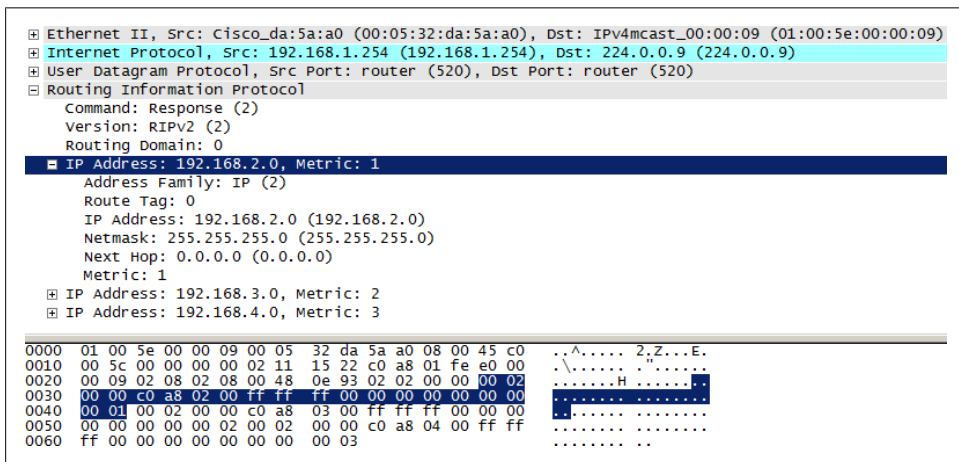 Ethernet II, Src: Cisco_da:5a:a0 (00:05:32:da:5a:a0), Dst: IPv4mcast_00:00:09 (01:00:5e:00:00:09)
Internet Protocol, Src: 192.168.1.254 (192.168.1.254), Dst: 224.0.0.9 (224.0.0.9)
User Datagram Protocol, Src Port: router (520), Dst Port: router (520)
Routing Information Protocol
Command: Response (2)
Version: RIPv2 (2)
Routing Domain: 0
IP Address: 192.168.2.0, Metric: 1
Address Family: IP (2)
Route Tag: 0
IP Address: 192.168.2.0 (192.168.2.0)
Netmask: 255.255.255.0 (255.255.255.0)
Next Hop: 0.0.0.0 (0.0.0.0)
Metric: 1
IP Address: 192.168.3.0, Metric: 2
IP Address: 192.168.4.0, Metric: 3
0000 01 00 5e 00 00 09 00 05 32 da 5a a0 08 00 45 c0 ..^..... 2.Z...E.
0010 00 5c 00 00 00 00 02 11 15 22 c0 a8 01 fe e0 00 .\...... ."......
0020 00 09 02 08 02 08 00 48 0e 93 02 02 00 00 00 02 .......H ........
0030 00 00 c0 a8 02 00 ff ff ff 00 00 00 00 00 00 00 ........ ........
0040 00 01 00 02 00 00 c0 a8 03 00 ff ff ff 00 00 00 ........ ........
0050 00 00 00 00 00 02 00 02 00 00 c0 a8 04 00 ff ff ........ ........
0060 ff 00 00 00 00 00 00 00 00 03 ........ ..